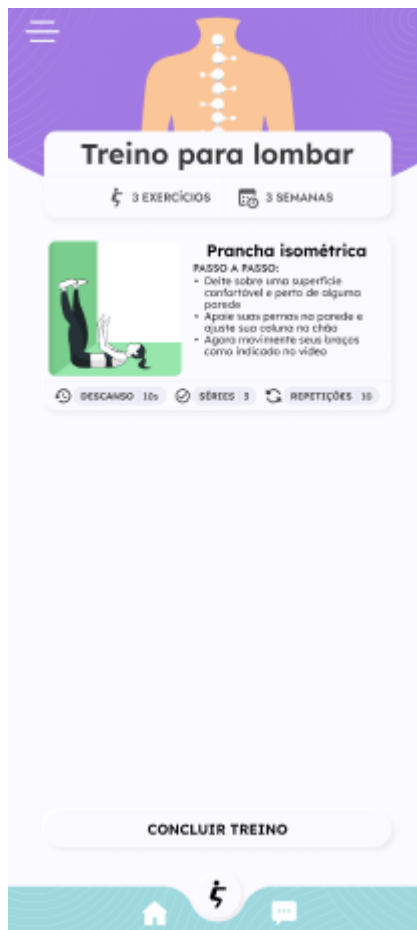 Treino para lombar
3 EXERCÍCIOS
3 SEMANAS
Prancha isométrica
PASSO A PASSO:
• Deite sobre uma superfície
confortável e perto de alguma
parede
• Apoie suas pernas na parede e
ajuste sua coluna no chão
• Agora movimente seus braços
como indicado no vídeo
DESCANSO 10s
SÉRIES 3
REPETIÇÕES 10
CONCLUIR TREINO